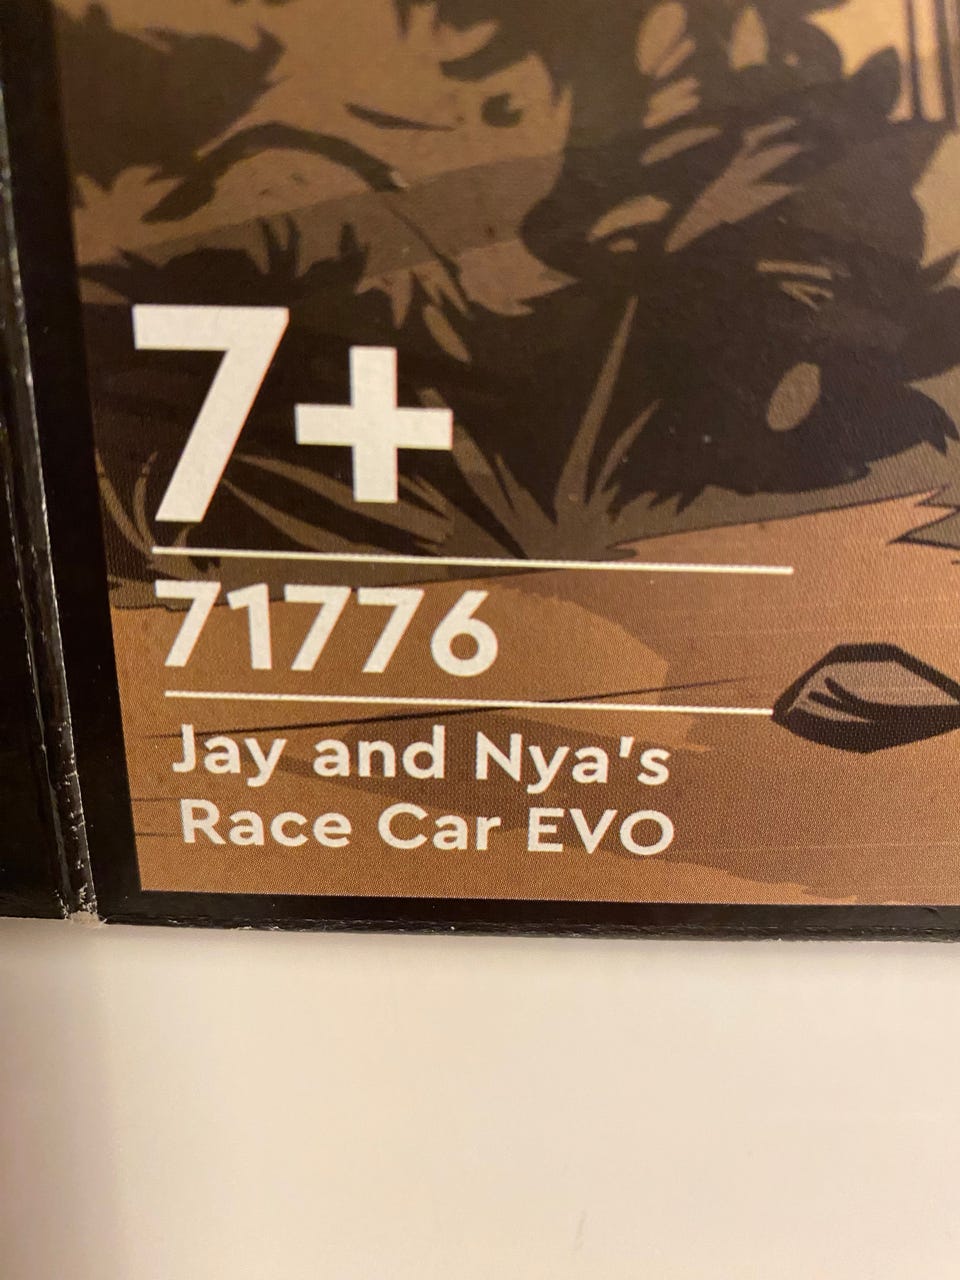 7+
71776
Jay and Nya's
Race Car EVO